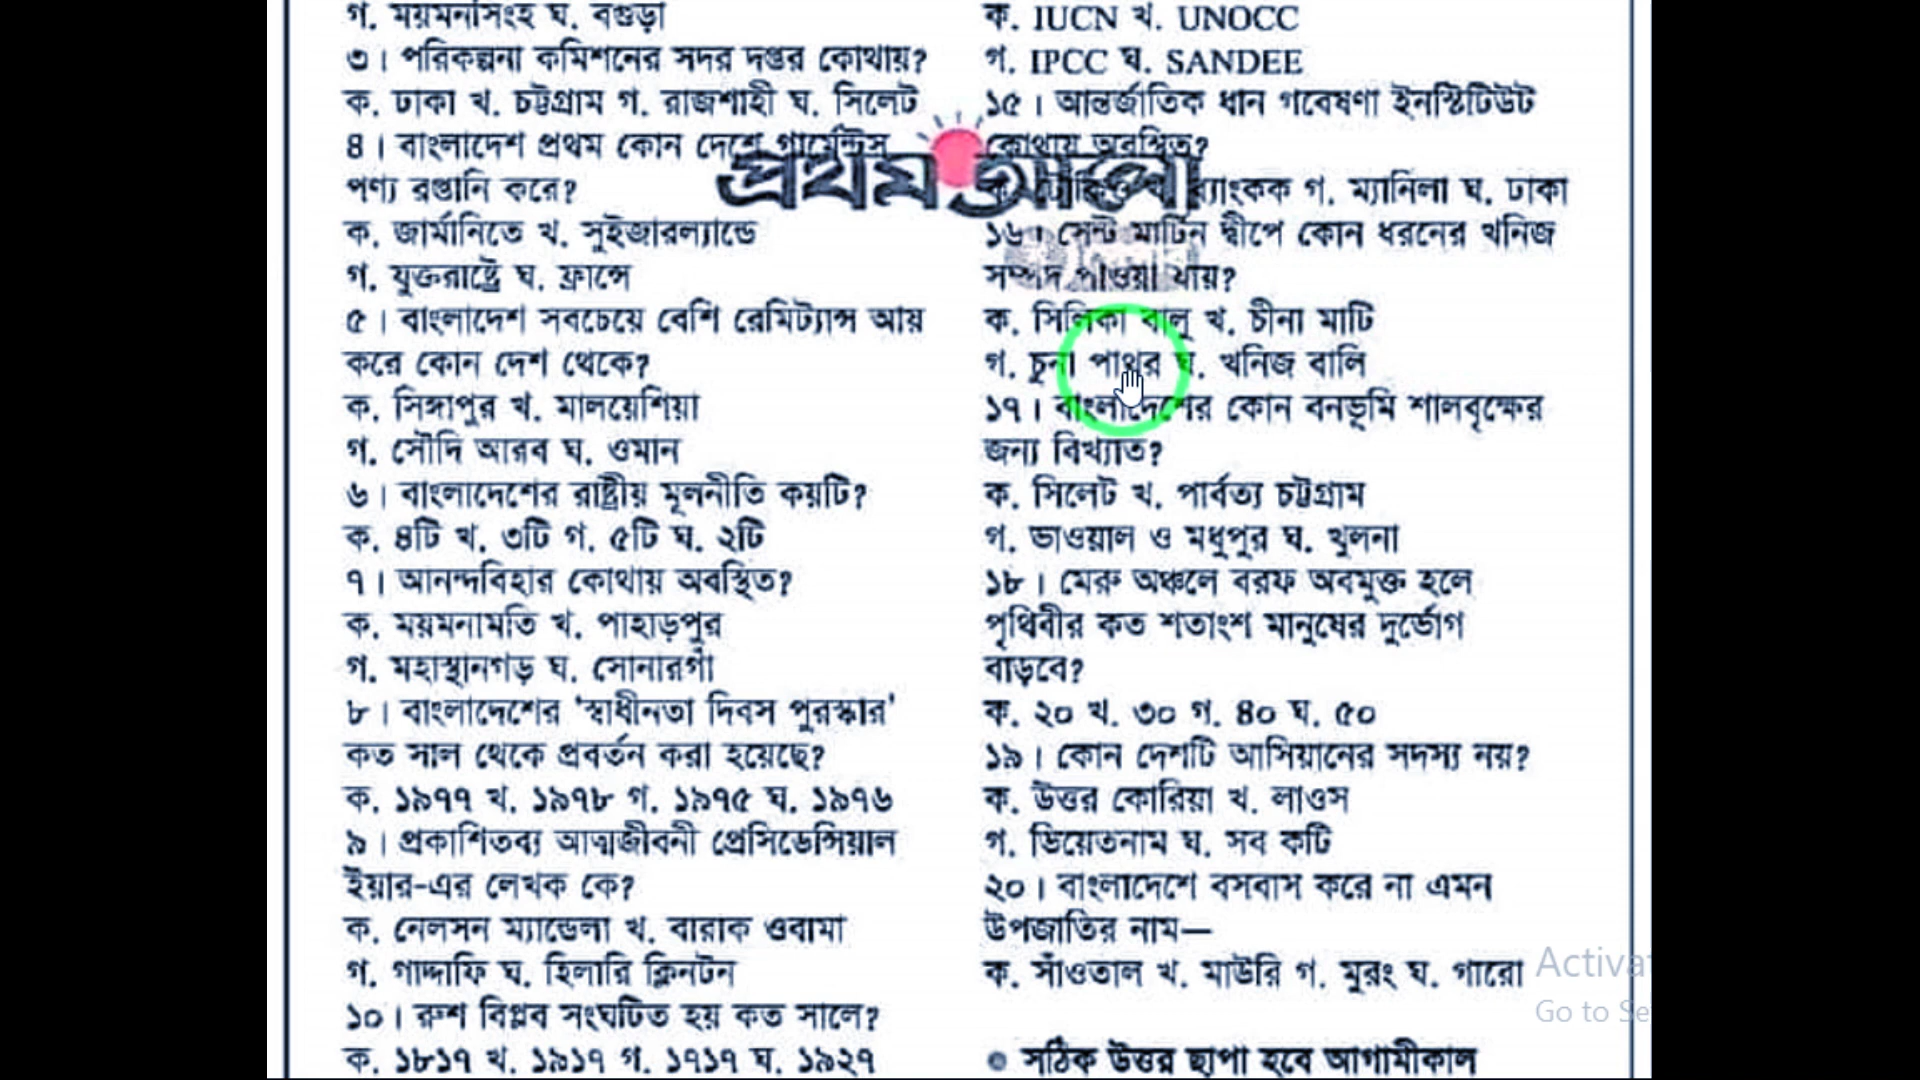 গ. ময়মনসিংহ ঘ. বগুড়া
৩। পরিকল্পনা কমিশনের সদর দপ্তর কোথায়?
ক. ঢাকা খ. চট্টগ্রাম গ. রাজশাহী ঘ. সিলেট
৪। বাংলাদেশ প্রথম কোন দেশে গার্মেন্টস
পণ্য রপ্তানি করে?
ক. জার্মানিতে খ. সুইজারল্যান্ডে
গ. যুক্তরাষ্ট্রে ঘ. ফ্রান্সে
৫। বাংলাদেশ সবচেয়ে বেশি রেমিট্যান্স আয়
করে কোন দেশ থেকে?
ক. সিঙ্গাপুর খ. মালয়েশিয়া
গ. সৌদি আরব ঘ. ওমান
৬। বাংলাদেশের রাষ্ট্রীয় মূলনীতি কয়টি?
ক. ৪টি খ. ৩টি গ. ৫টি ঘ. ২টি
৭। আনন্দবিহার কোথায় অবস্থিত?
ক. ময়মনামতি খ. পাহাড়পুর
গ. মহাস্থানগড় ঘ. সোনারগাঁ
৮। বাংলাদেশের 'স্বাধীনতা দিবস পুরস্কার'
কত সাল থেকে প্রবর্তন করা হয়েছে?
ক. ১৯৭৭ খ. ১৯৭৮ গ. ১৯৭৫ ঘ. ১৯৭৬
৯। প্রকাশিতব্য আত্মজীবনী প্রেসিডেন্সিয়াল
ইয়ার-এর লেখক কে?
ক. নেলসন ম্যান্ডেলা খ. বারাক ওবামা
গ. গাদ্দাফি ঘ. হিলারি ক্লিনটন
১০। রুশ বিপ্লব সংঘটিত হয় কত সালে?
ক. ১৮১৭ খ. ১৯১৭ গ. ১৭১৭ ঘ. ১৯২৭
ক. IUCN খ. UNOCC
গ. IPCC ঘ. SANDEE
১৫। আন্তর্জাতিক ধান গবেষণা ইনস্টিটিউট
কোথায় অবস্থিত?
ব্যাংকক গ. ম্যানিলা ঘ. ঢাকা
১৬। সেন্ট মার্টিন দ্বীপে কোন ধরনের খনিজ
সম্পদ পাওয়া যায়?
ক. সিলিকা বালু খ. চীনা মাটি
গ. চুনা পাথর ঘ. খনিজ বালি
১৭। বাংলাদেশের কোন বনভূমি শালবৃক্ষের
জন্য বিখ্যাত?
ক. সিলেট খ. পার্বত্য চট্টগ্রাম
গ. ভাওয়াল ও মধুপুর ঘ. খুলনা
১৮। মেরু অঞ্চলে বরফ অবমুক্ত হলে
পৃথিবীর কত শতাংশ মানুষের দুর্ভোগ
বাড়বে?
ক. ২০ খ. ৩০ গ. ৪০ ঘ. ৫০
১৯। কোন দেশটি আসিয়ানের সদস্য নয়?
ক. উত্তর কোরিয়া খ. লাওস
গ. ভিয়েতনাম ঘ. সব কটি
২০। বাংলাদেশে বসবাস করে না এমন
উপজাতির নাম—
ক. সাঁওতাল খ. মাউরি গ. মুরং ঘ. গারো
● সঠিক উত্তর ছাপা হবে আগামীকাল
প্রথম আলো
Activa
Go to Se